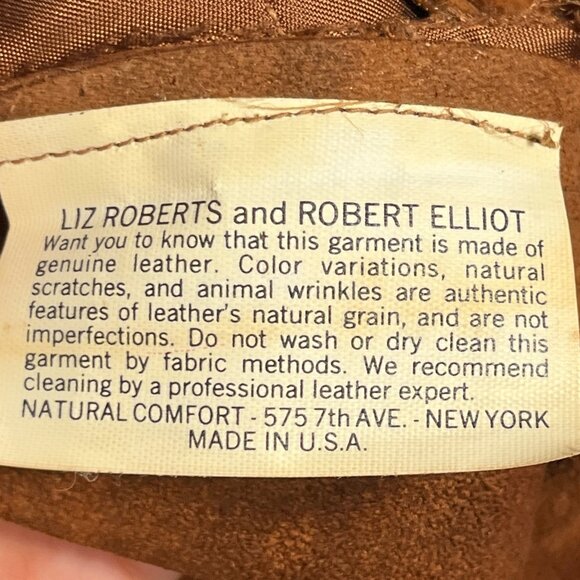 LIZ ROBERTS and ROBERT ELLIOT
Want you to know that this garment is made of
genuine leather. Color variations, natural
scratches, and animal wrinkles are authentic
features of leather's natural grain, and are not
imperfections. Do not wash or dry clean this
garment by fabric methods. We recommend
cleaning by a professional leather expert.
NATURAL COMFORT - 575 7th AVE. - NEW YORK
MADE IN U.S.A.